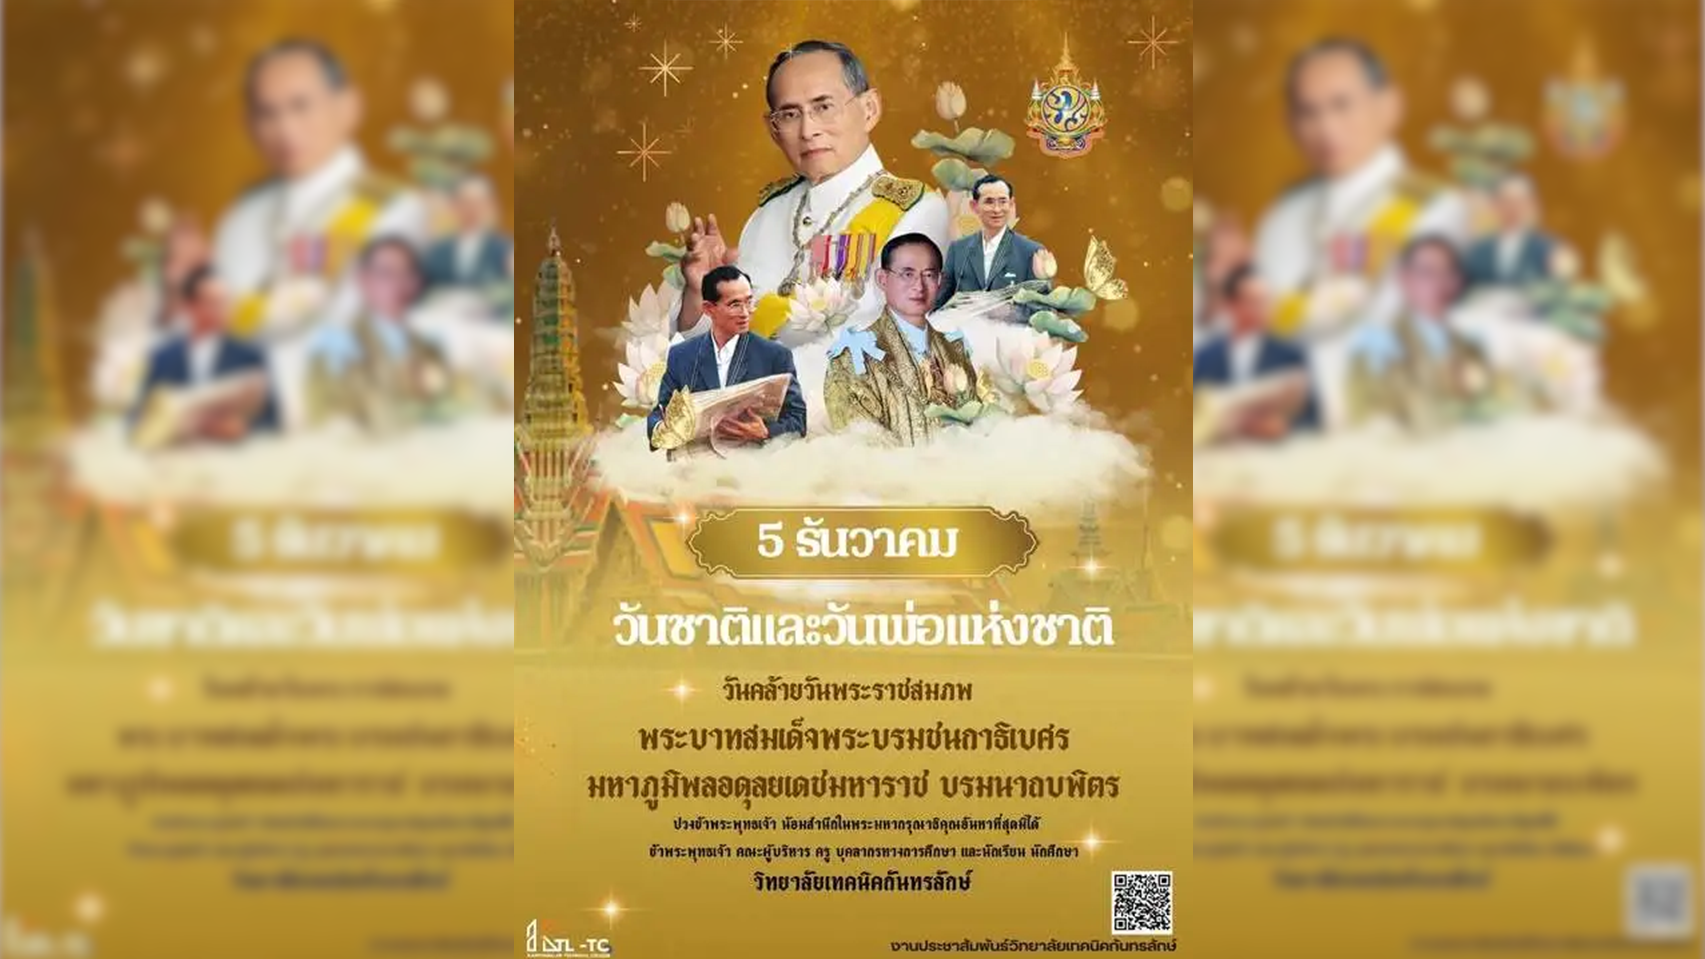 5 ธันวาคม
วันชาติและวันพ่อแห่งชาติ
วันคล้ายวันพระราชสมภพ
พระบาทสมเด็จพระบรมชนกาธิเบศร
มหาภูมิพลอดุลยเดชมหาราช บรมนาถบพิตร
ปวงข้าพระพุทธเจ้า น้อมสำนึกในพระมหากรุณาธิคุณอันหาที่สุดมิได้
ข้าพระพุทธเจ้า คณะผู้บริหาร ครู บุคลากรทางการศึกษา และนักเรียน นักศึกษา
วิทยาลัยเทคนิคกันทรลักษ์
TL -TC
งานประชาสัมพันธ์วิทยาลัยเทคนิคกันทรลักษ์